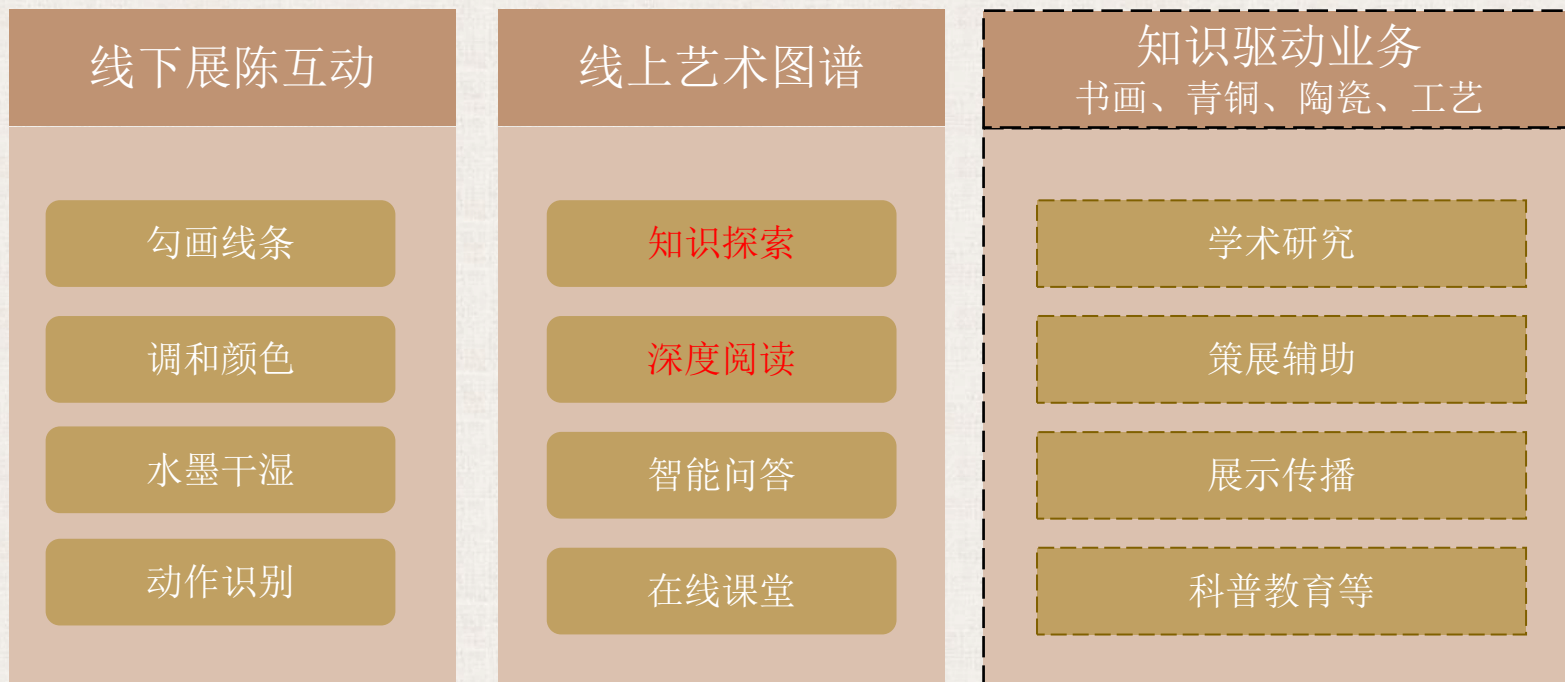 线下展陈互动
勾画线条
调和颜色
水墨干湿
动作识别
线上艺术图谱
知识探索
深度阅读
智能问答
在线课堂
知识驱动业务
书画、青铜、陶瓷、工艺
学术研究
策展辅助
展示传播
科普教育等